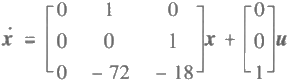 ẋ = [0 1 0; 0 0 1; 0 -72 -18] x + [0; 0; 1] u